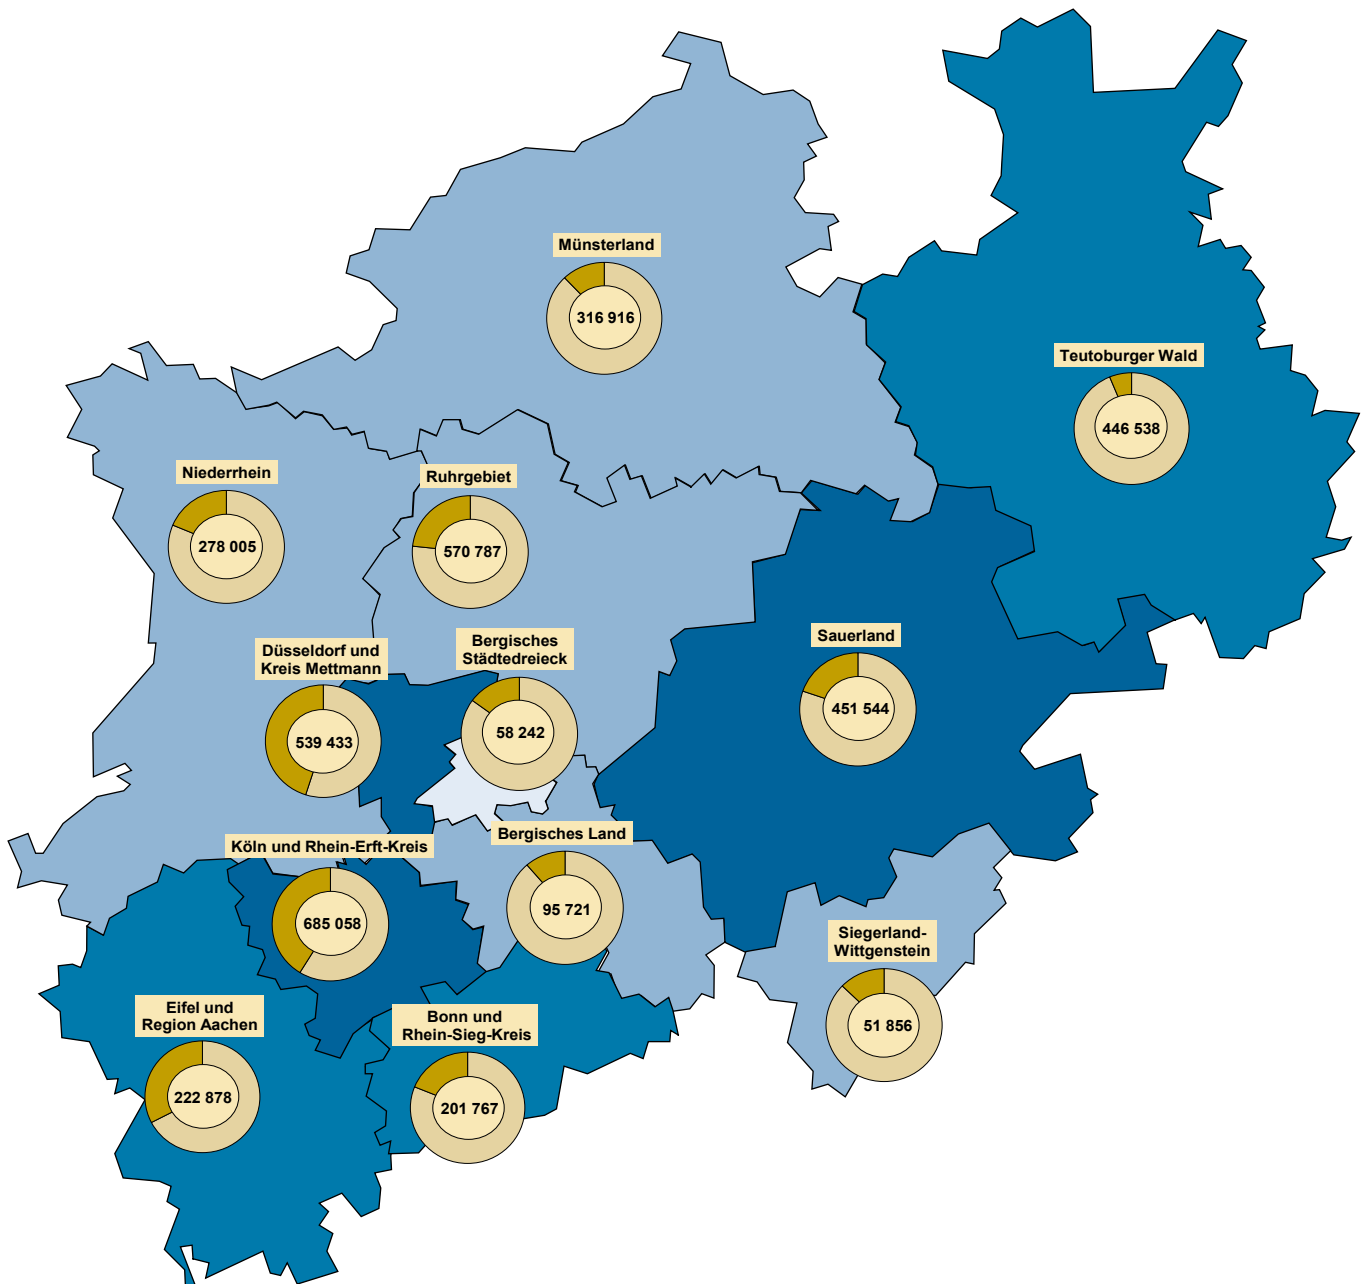 Münsterland
316 916
Teutoburger Wald
446 538
Niederrhein
278 005
Ruhrgebiet
570 787
Düsseldorf und
Kreis Mettmann
539 433
Bergisches
Städtedreieck
58 242
Sauerland
451 544
Köln und Rhein-Erft-Kreis
685 058
Bergisches Land
95 721
Siegerland-
Wittgenstein
51 856
Eifel und
Region Aachen
222 878
Bonn und
Rhein-Sieg-Kreis
201 767